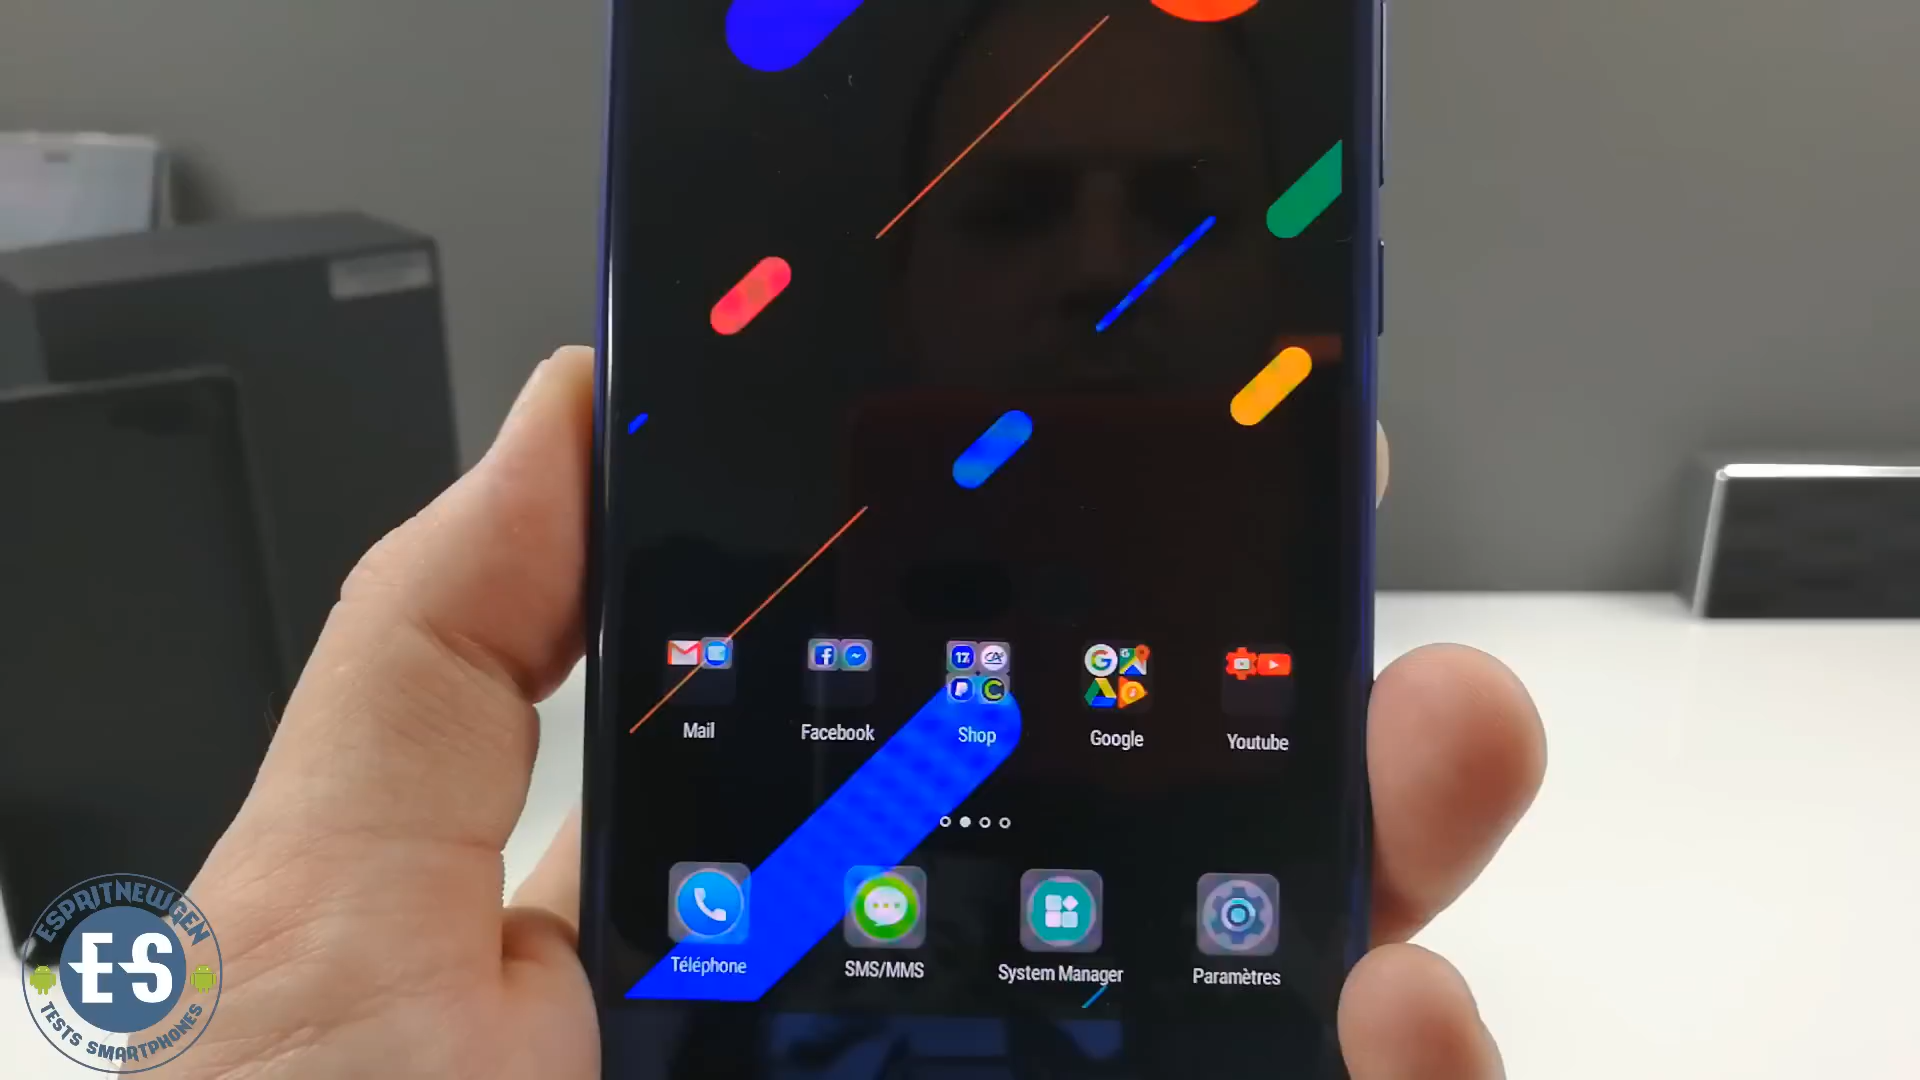 Mail
Facebook
Shop
Google
Youtube
Téléphone
SMS/MMS
System Manager
Paramètres
ESPRITNEWGEN
ES
TESTS SMARTPHONES